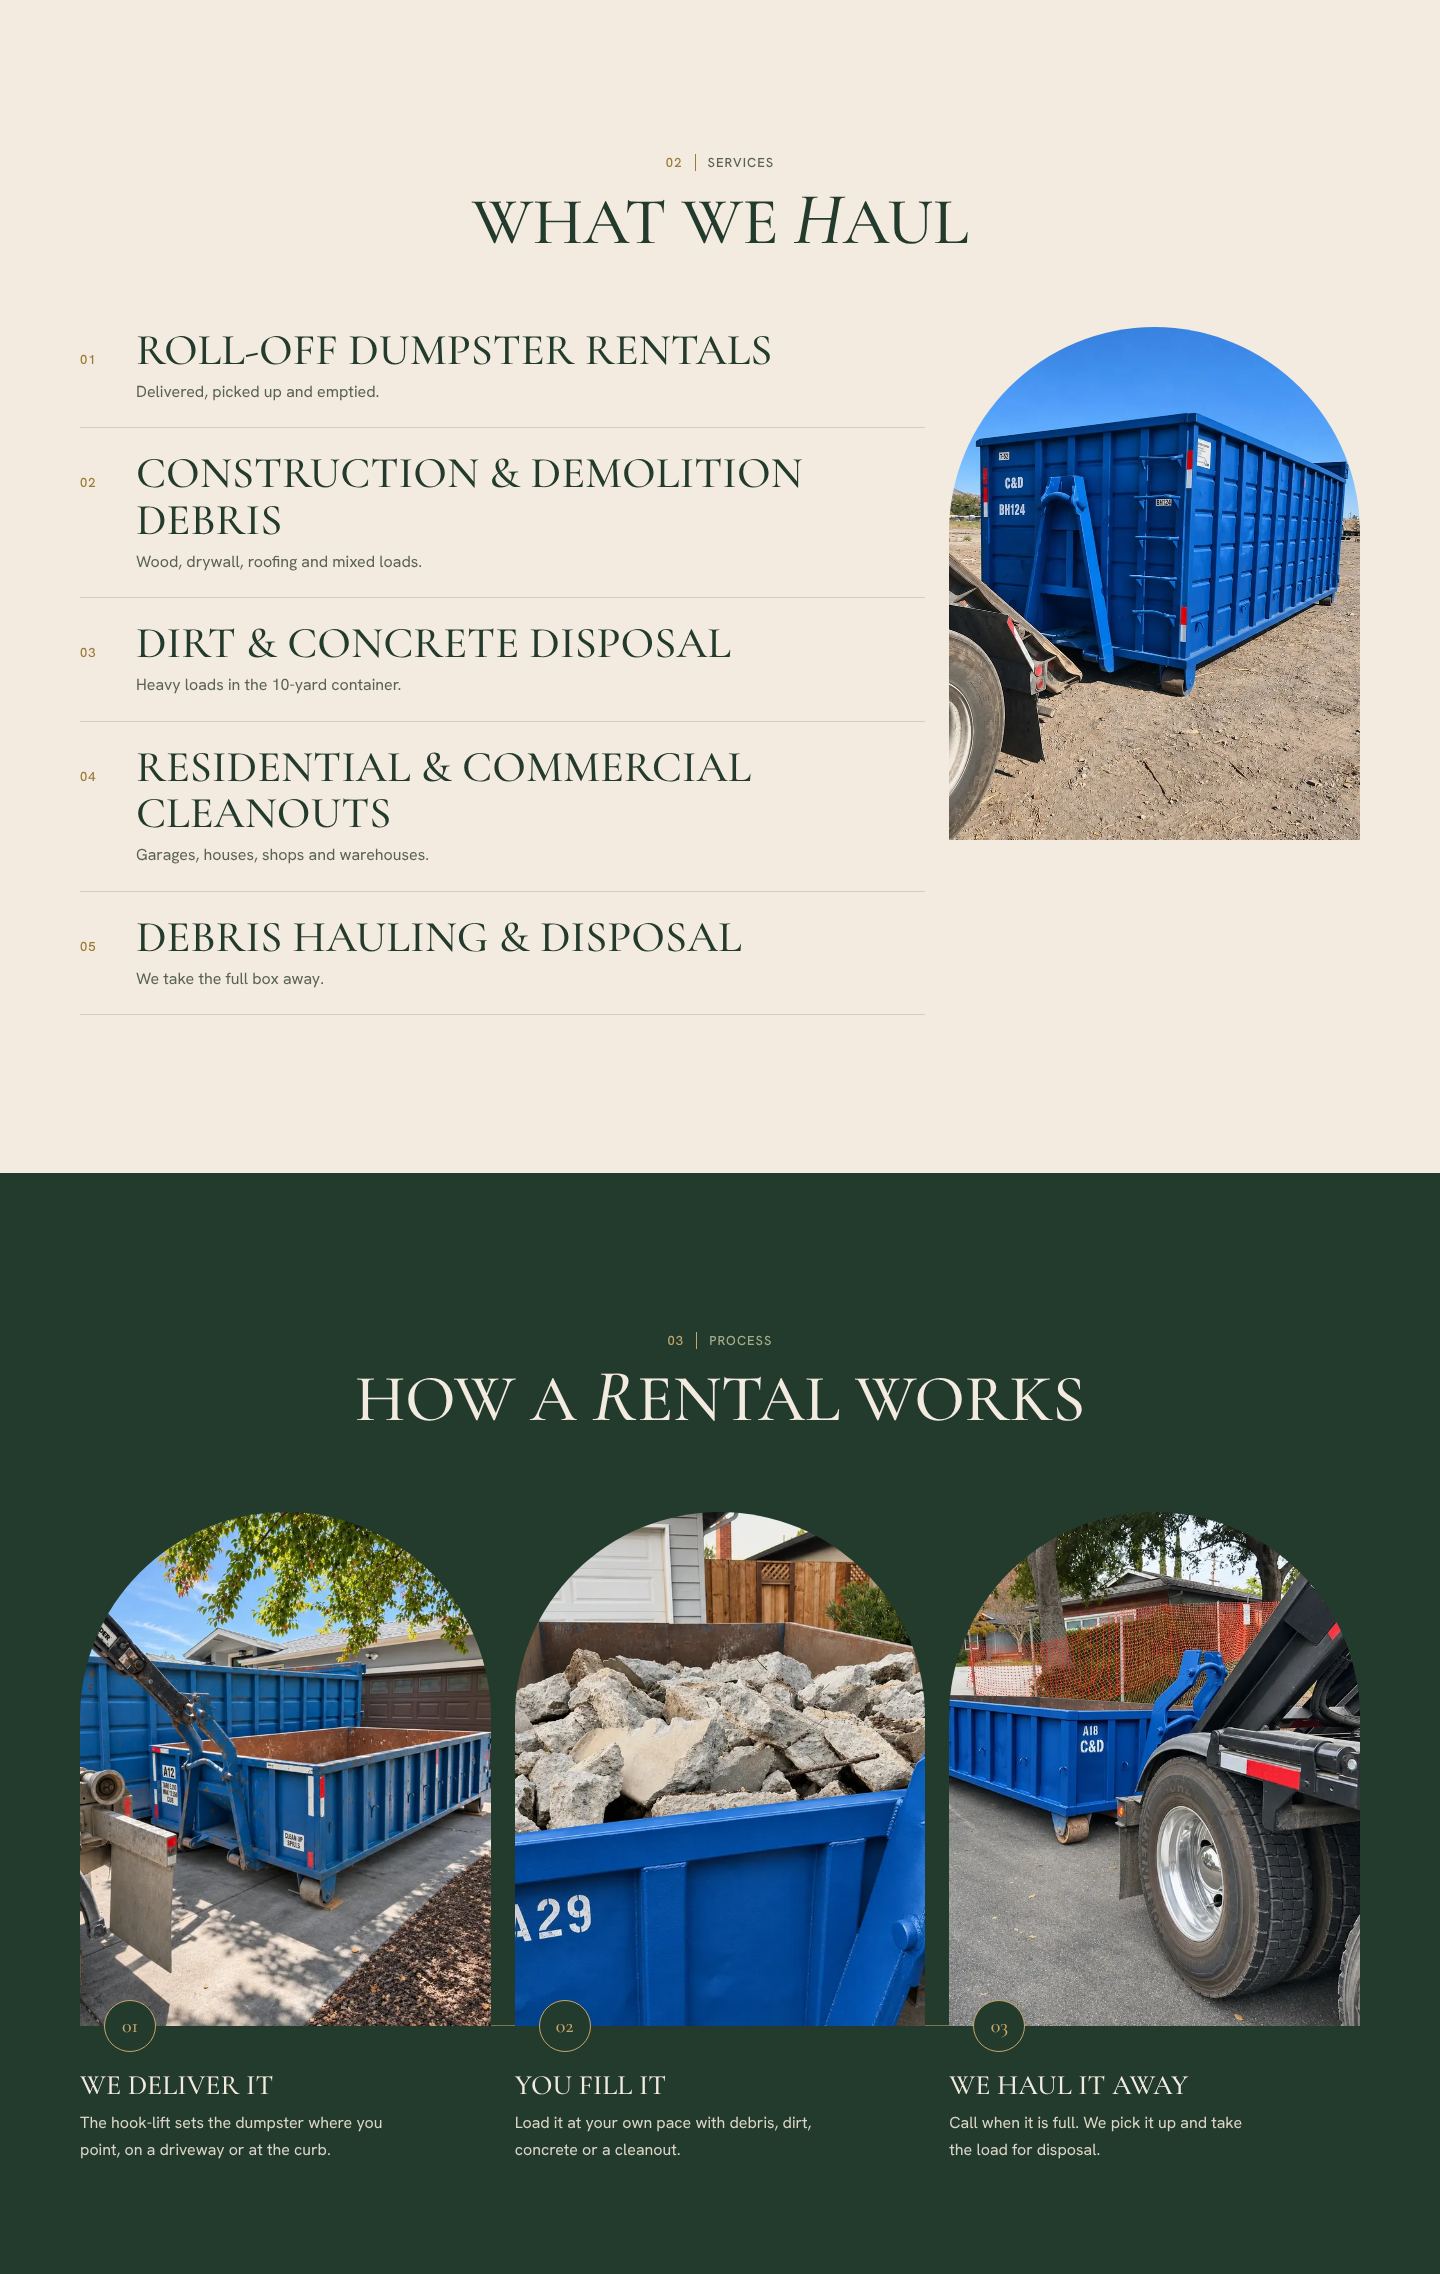 02 | SERVICES
WHAT WE HAUL
01 ROLL-OFF DUMPSTER RENTALS
Delivered, picked up and emptied.
02 CONSTRUCTION & DEMOLITION
DEBRIS
Wood, drywall, roofing and mixed loads.
03 DIRT & CONCRETE DISPOSAL
Heavy loads in the 10-yard container.
04 RESIDENTIAL & COMMERCIAL
CLEANOUTS
Garages, houses, shops and warehouses.
05 DEBRIS HAULING & DISPOSAL
We take the full box away.
C&D
BH124
BH124
03 | PROCESS
HOW A RENTAL WORKS
A12
CLEAN UP
SPILLS
A29
A18
C&D
01
WE DELIVER IT
The hook-lift sets the dumpster where you
point, on a driveway or at the curb.
02
YOU FILL IT
Load it at your own pace with debris, dirt,
concrete or a cleanout.
03
WE HAUL IT AWAY
Call when it is full. We pick it up and take
the load for disposal.